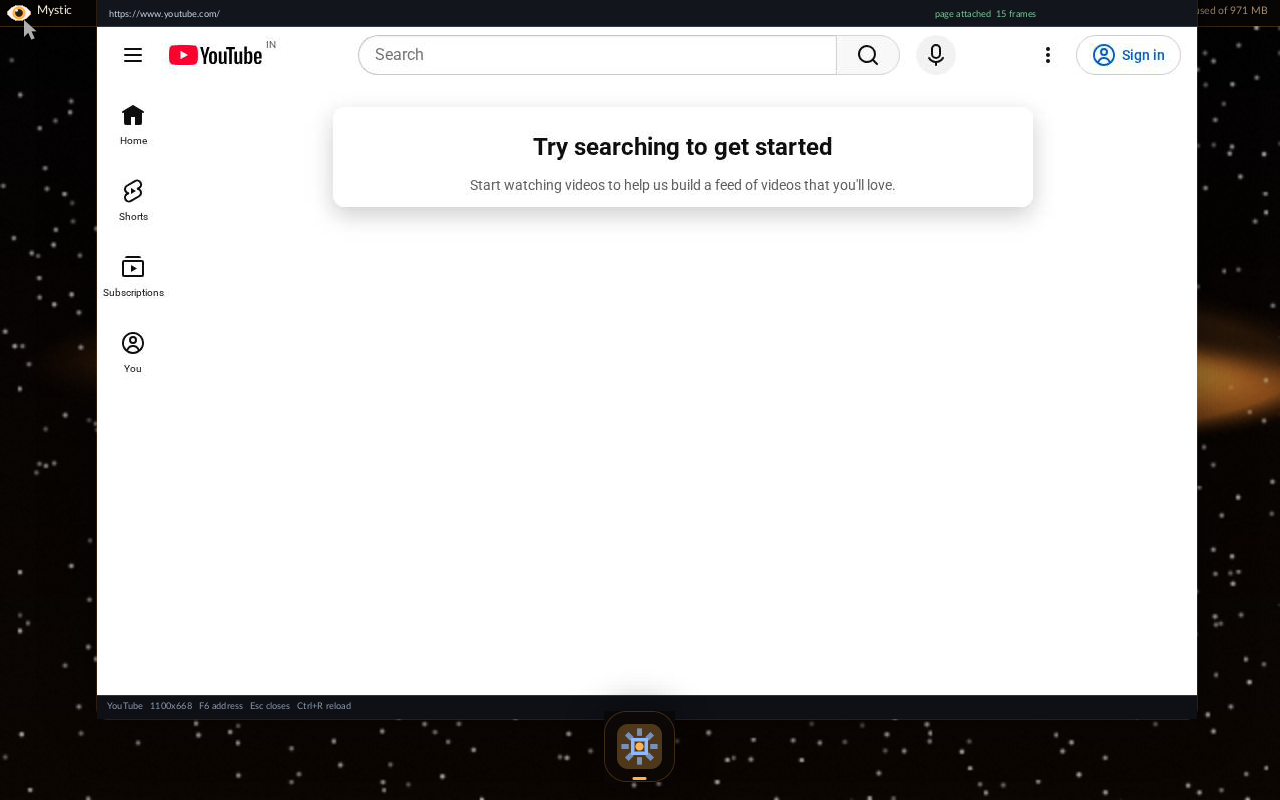 Mystic
https://www.youtube.com/
page attached 15 frames
used of 971 MB
YouTube IN
Search
Sign in
Home
Shorts
Subscriptions
You
Try searching to get started
Start watching videos to help us build a feed of videos that you'll love.
YouTube 1100x668 F6 address Esc closes Ctrl+R reload